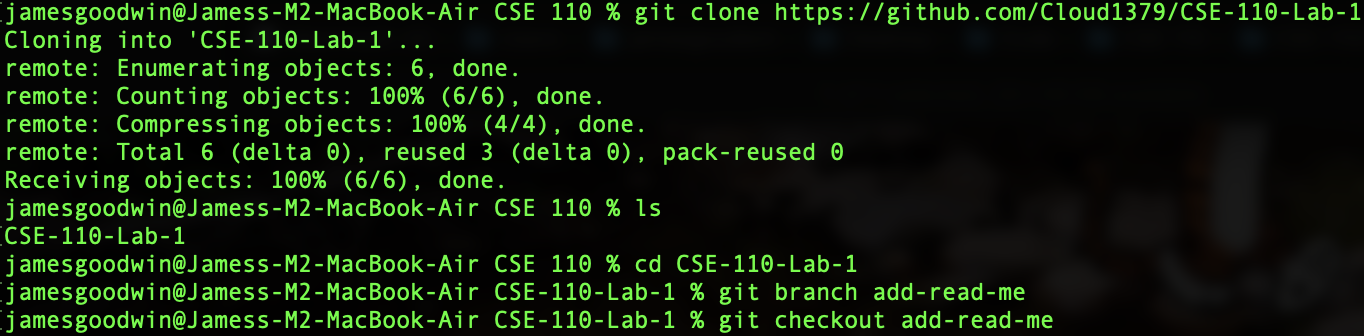 jamesgoodwin@Jamess-M2-MacBook-Air CSE 110 % git clone https://github.com/Cloud1379/CSE-110-Lab-1
Cloning into 'CSE-110-Lab-1'...
remote: Enumerating objects: 6, done.
remote: Counting objects: 100% (6/6), done.
remote: Compressing objects: 100% (4/4), done.
remote: Total 6 (delta 0), reused 3 (delta 0), pack-reused 0
Receiving objects: 100% (6/6), done.
jamesgoodwin@Jamess-M2-MacBook-Air CSE 110 % ls
CSE-110-Lab-1
jamesgoodwin@Jamess-M2-MacBook-Air CSE 110 % cd CSE-110-Lab-1
jamesgoodwin@Jamess-M2-MacBook-Air CSE-110-Lab-1 % git branch add-read-me
jamesgoodwin@Jamess-M2-MacBook-Air CSE-110-Lab-1 % git checkout add-read-me